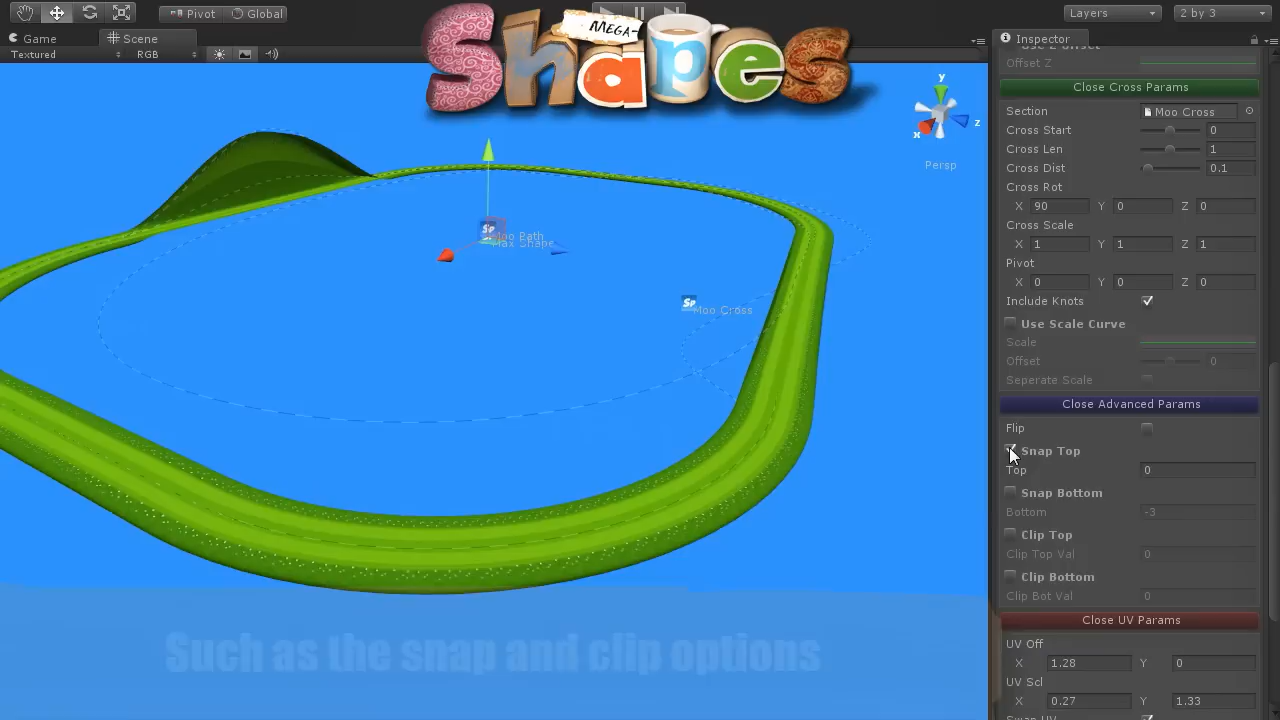 Pivot Global
Layers
2 by 3
Game Scene
Textured RGB
MEGA-
Shapes
Inspector
Offset Z
Close Cross Params
Section Moo Cross
Cross Start 0
Cross Len 1
Cross Dist 0.1
Cross Rot
X 90 Y 0 Z 0
Cross Scale
X 1 Y 1 Z 1
Pivot
X 0 Y 0 Z 0
Include Knots
Use Scale Curve
Scale
Offset 0
Seperate Scale
Close Advanced Params
Flip
Snap Top
Top 0
Snap Bottom
Bottom -3
Clip Top
Clip Top Val 0
Clip Bottom
Clip Bot Val 0
Close UV Params
UV Off
X 1.28 Y 0
UV Scl
X 0.27 Y 1.33
Swap UV
y
x
z
Persp
Sp
Moo Path
Max Shape
Sp
Moo Cross
Such as the snap and clip options